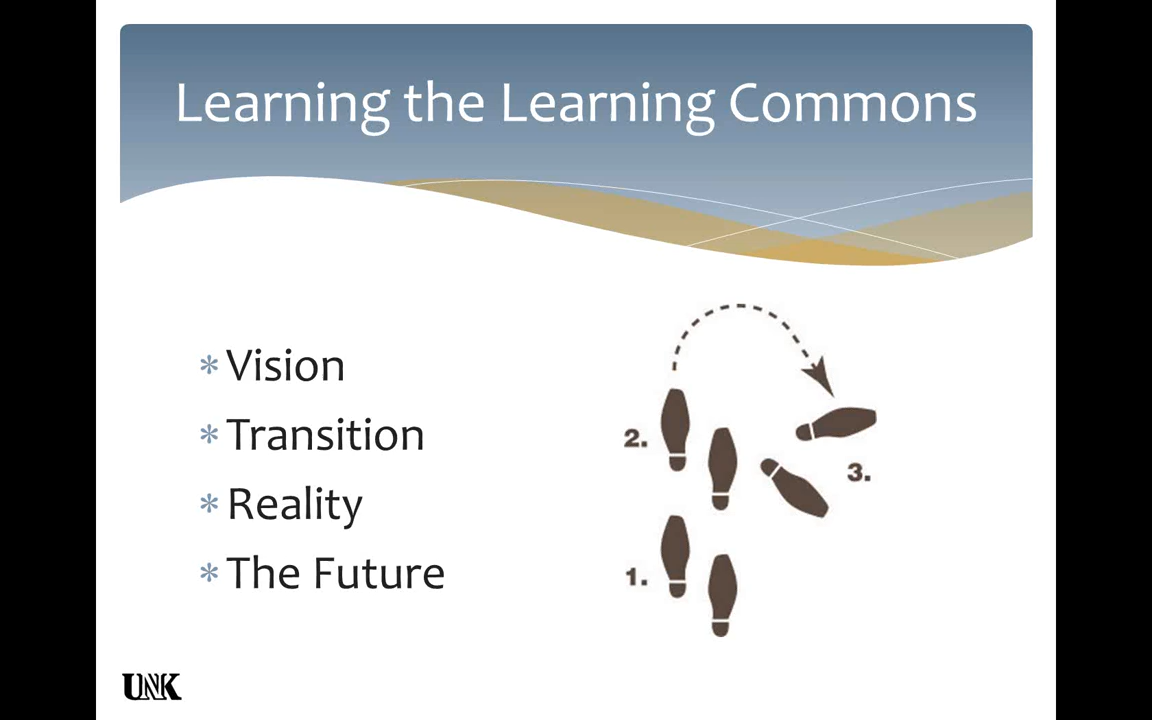 Learning the Learning Commons
* Vision
* Transition
* Reality
* The Future
2.
3.
1.
UNK